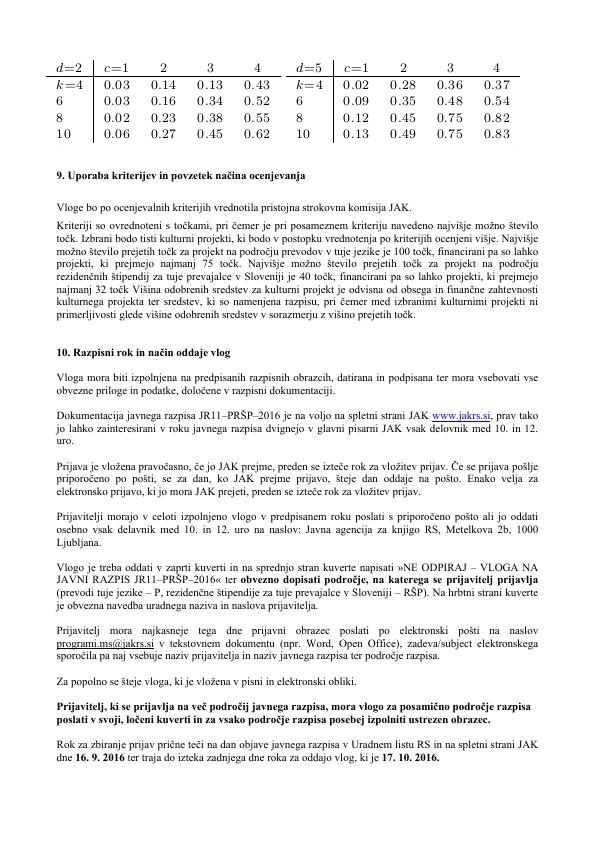 d=2 c=1 2 3 4 d=5 c=1 2 3 4
k=4 0.03 0.14 0.13 0.43 k=4 0.02 0.28 0.36 0.37
6 0.03 0.16 0.34 0.52 6 0.09 0.35 0.48 0.54
8 0.02 0.23 0.38 0.55 8 0.12 0.45 0.75 0.82
10 0.06 0.27 0.45 0.62 10 0.13 0.49 0.75 0.83
9. Uporaba kriterijev in povzetek načina ocenjevanja
Vloge bo po ocenjevalnih kriterijih vrednotila pristojna strokovna komisija JAK.
Kriteriji so ovrednoteni s točkami, pri čemer je pri posameznem kriteriju navedeno najvišje možno število
točk. Izbrani bodo tisti kulturni projekti, ki bodo v postopku vrednotenja po kriterijih ocenjeni višje. Najvišje
možno število prejetih točk za projekt na področju prevodov v tuje jezike je 100 točk, financirani pa so lahko
projekti, ki prejmejo najmanj 75 točk. Najvišje možno število prejetih točk za projekt na področju
rezidenčnih štipendij za tuje prevajalce v Sloveniji je 40 točk, financirani pa so lahko projekti, ki prejmejo
najmanj 32 točk Višina odobrenih sredstev za kulturni projekt je odvisna od obsega in finančne zahtevnosti
kulturnega projekta ter sredstev, ki so namenjena razpisu, pri čemer med izbranimi kulturnimi projekti ni
primerljivosti glede višine odobrenih sredstev v sorazmerju z višino prejetih točk.
10. Razpisni rok in način oddaje vlog
Vloga mora biti izpolnjena na predpisanih razpisnih obrazcih, datirana in podpisana ter mora vsebovati vse
obvezne priloge in podatke, določene v razpisni dokumentaciji.
Dokumentacija javnega razpisa JR11–PRŠP–2016 je na voljo na spletni strani JAK www.jakrs.si, prav tako
jo lahko zainteresirani v roku javnega razpisa dvignejo v glavni pisarni JAK vsak delovnik med 10. in 12.
uro.
Prijava je vložena pravočasno, če jo JAK prejme, preden se izteče rok za vložitev prijav. Če se prijava pošlje
priporočeno po pošti, se za dan, ko JAK prejme prijavo, šteje dan oddaje na pošto. Enako velja za
elektronsko prijavo, ki jo mora JAK prejeti, preden se izteče rok za vložitev prijav.
Prijavitelji morajo v celoti izpolnjeno vlogo v predpisanem roku poslati s priporočeno pošto ali jo oddati
osebno vsak delavnik med 10. in 12. uro na naslov: Javna agencija za knjigo RS, Metelkova 2b, 1000
Ljubljana.
Vlogo je treba oddati v zaprti kuverti in na sprednjo stran kuverte napisati »NE ODPIRAJ – VLOGA NA
JAVNI RAZPIS JR11–PRŠP–2016« ter obvezno dopisati področje, na katerega se prijavitelj prijavlja
(prevodi tuje jezike – P, rezidenčne štipendije za tuje prevajalce v Sloveniji – RŠP). Na hrbtni strani kuverte
je obvezna navedba uradnega naziva in naslova prijavitelja.
Prijavitelj mora najkasneje tega dne prijavni obrazec poslati po elektronski pošti na naslov
programi.ms@jakrs.si v tekstovnem dokumentu (npr. Word, Open Office), zadeva/subject elektronskega
sporočila pa naj vsebuje naziv prijavitelja in naziv javnega razpisa ter področje razpisa.
Za popolno se šteje vloga, ki je vložena v pisni in elektronski obliki.
Prijavitelj, ki se prijavlja na več področij javnega razpisa, mora vlogo za posamično področje razpisa
poslati v svoji, ločeni kuverti in za vsako področje razpisa posebej izpolniti ustrezen obrazec.
Rok za zbiranje prijav prične teči na dan objave javnega razpisa v Uradnem listu RS in na spletni strani JAK
dne 16. 9. 2016 ter traja do izteka zadnjega dne roka za oddajo vlog, ki je 17. 10. 2016.